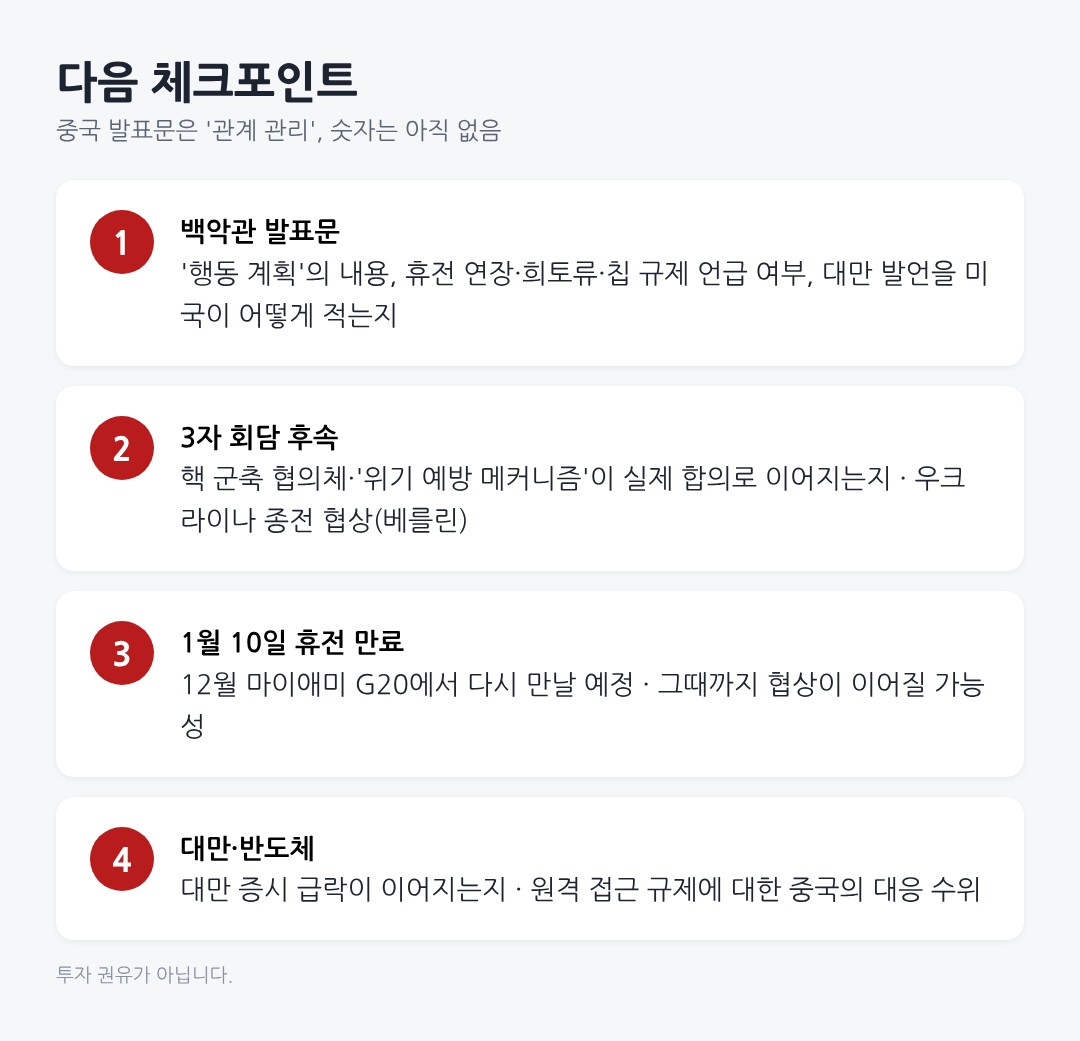 다음 체크포인트
중국 발표문은 '관계 관리', 숫자는 아직 없음
1
백악관 발표문
'행동 계획'의 내용, 휴전 연장·희토류·칩 규제 언급 여부, 대만 발언을 미
국이 어떻게 적는지
2
3자 회담 후속
핵 군축 협의체·'위기 예방 메커니즘'이 실제 합의로 이어지는지 · 우크
라이나 종전 협상(베를린)
3
1월 10일 휴전 만료
12월 마이애미 G20에서 다시 만날 예정 · 그때까지 협상이 이어질 가능
성
4
대만·반도체
대만 증시 급락이 이어지는지 · 원격 접근 규제에 대한 중국의 대응 수위
투자 권유가 아닙니다.